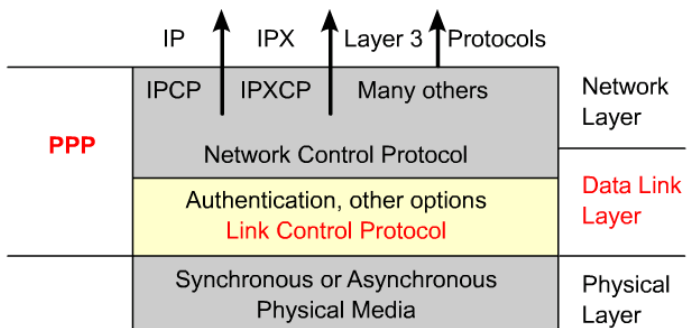 IP IPX Layer 3 Protocols
IPCP IPXCP Many others
Network
Layer
PPP
Network Control Protocol
Authentication, other options
Link Control Protocol
Data Link
Layer
Synchronous or Asynchronous
Physical Media
Physical
Layer